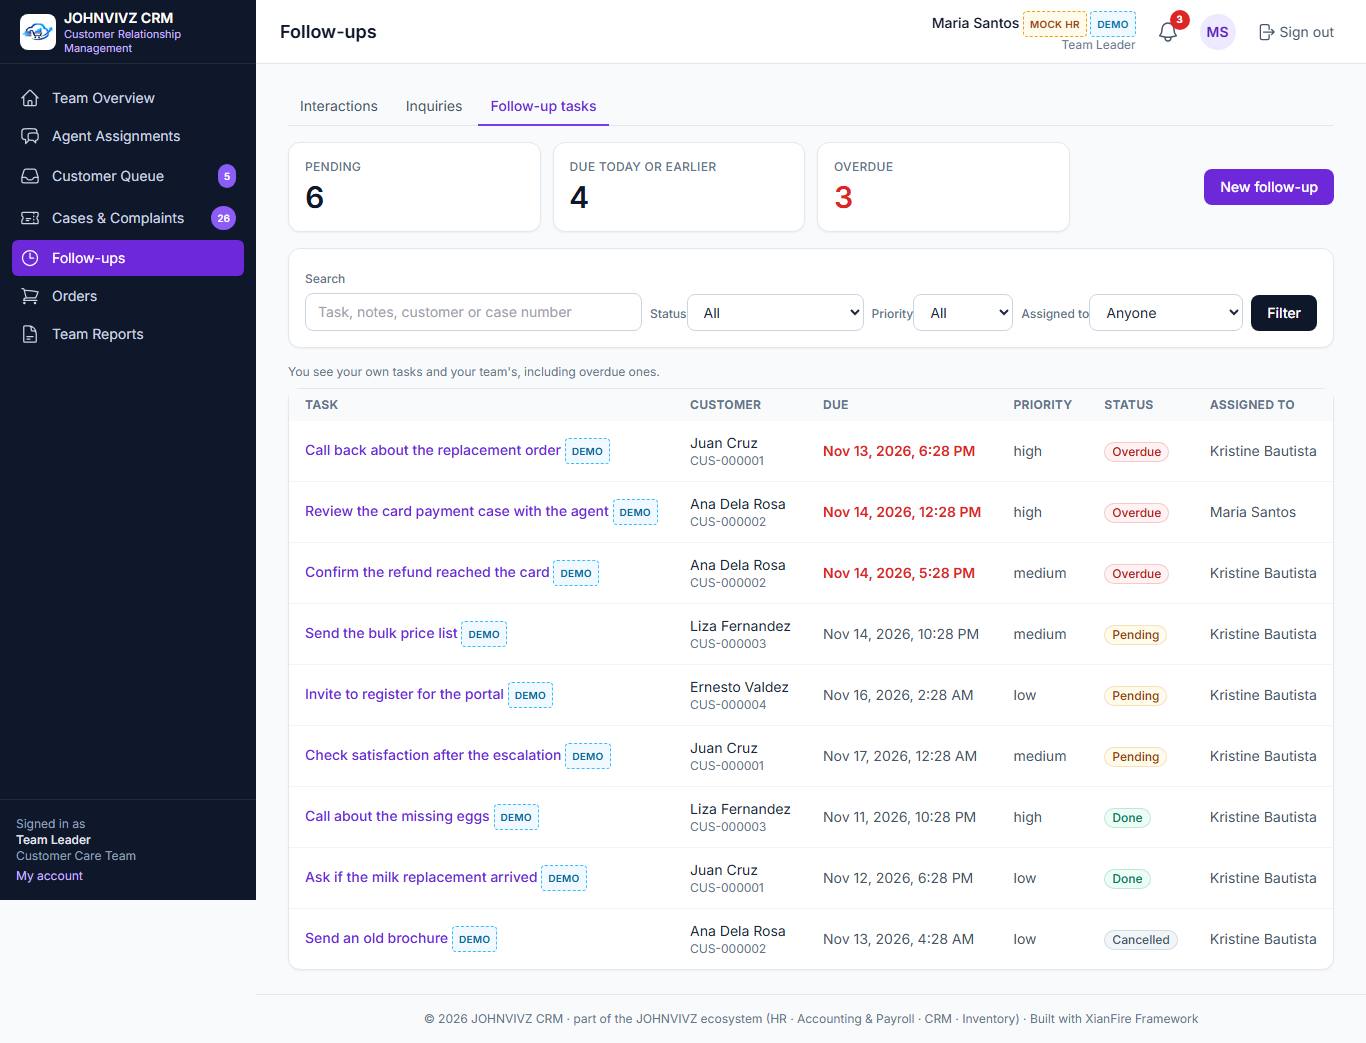 JOHNVIVZ CRM
Customer Relationship
Management
Team Overview
Agent Assignments
Customer Queue 5
Cases & Complaints 26
Follow-ups
Orders
Team Reports
Signed in as
Team Leader
Customer Care Team
My account
Follow-ups
Maria Santos MOCK HR DEMO
Team Leader
3
MS
Sign out
Interactions Inquiries Follow-up tasks
PENDING
6
DUE TODAY OR EARLIER
4
OVERDUE
3
New follow-up
Search
Task, notes, customer or case number
Status All Priority All Assigned to Anyone Filter
You see your own tasks and your team's, including overdue ones.
TASK CUSTOMER DUE PRIORITY STATUS ASSIGNED TO
Call back about the replacement order DEMO Juan Cruz Nov 13, 2026, 6:28 PM high Overdue Kristine Bautista
CUS-000001
Review the card payment case with the agent DEMO Ana Dela Rosa Nov 14, 2026, 12:28 PM high Overdue Maria Santos
CUS-000002
Confirm the refund reached the card DEMO Ana Dela Rosa Nov 14, 2026, 5:28 PM medium Overdue Kristine Bautista
CUS-000002
Send the bulk price list DEMO Liza Fernandez Nov 14, 2026, 10:28 PM medium Pending Kristine Bautista
CUS-000003
Invite to register for the portal DEMO Ernesto Valdez Nov 16, 2026, 2:28 AM low Pending Kristine Bautista
CUS-000004
Check satisfaction after the escalation DEMO Juan Cruz Nov 17, 2026, 12:28 AM medium Pending Kristine Bautista
CUS-000001
Call about the missing eggs DEMO Liza Fernandez Nov 11, 2026, 10:28 PM high Done Kristine Bautista
CUS-000003
Ask if the milk replacement arrived DEMO Juan Cruz Nov 12, 2026, 6:28 PM low Done Kristine Bautista
CUS-000001
Send an old brochure DEMO Ana Dela Rosa Nov 13, 2026, 4:28 AM low Cancelled Kristine Bautista
CUS-000002
© 2026 JOHNVIVZ CRM · part of the JOHNVIVZ ecosystem (HR · Accounting & Payroll · CRM · Inventory) · Built with XianFire Framework